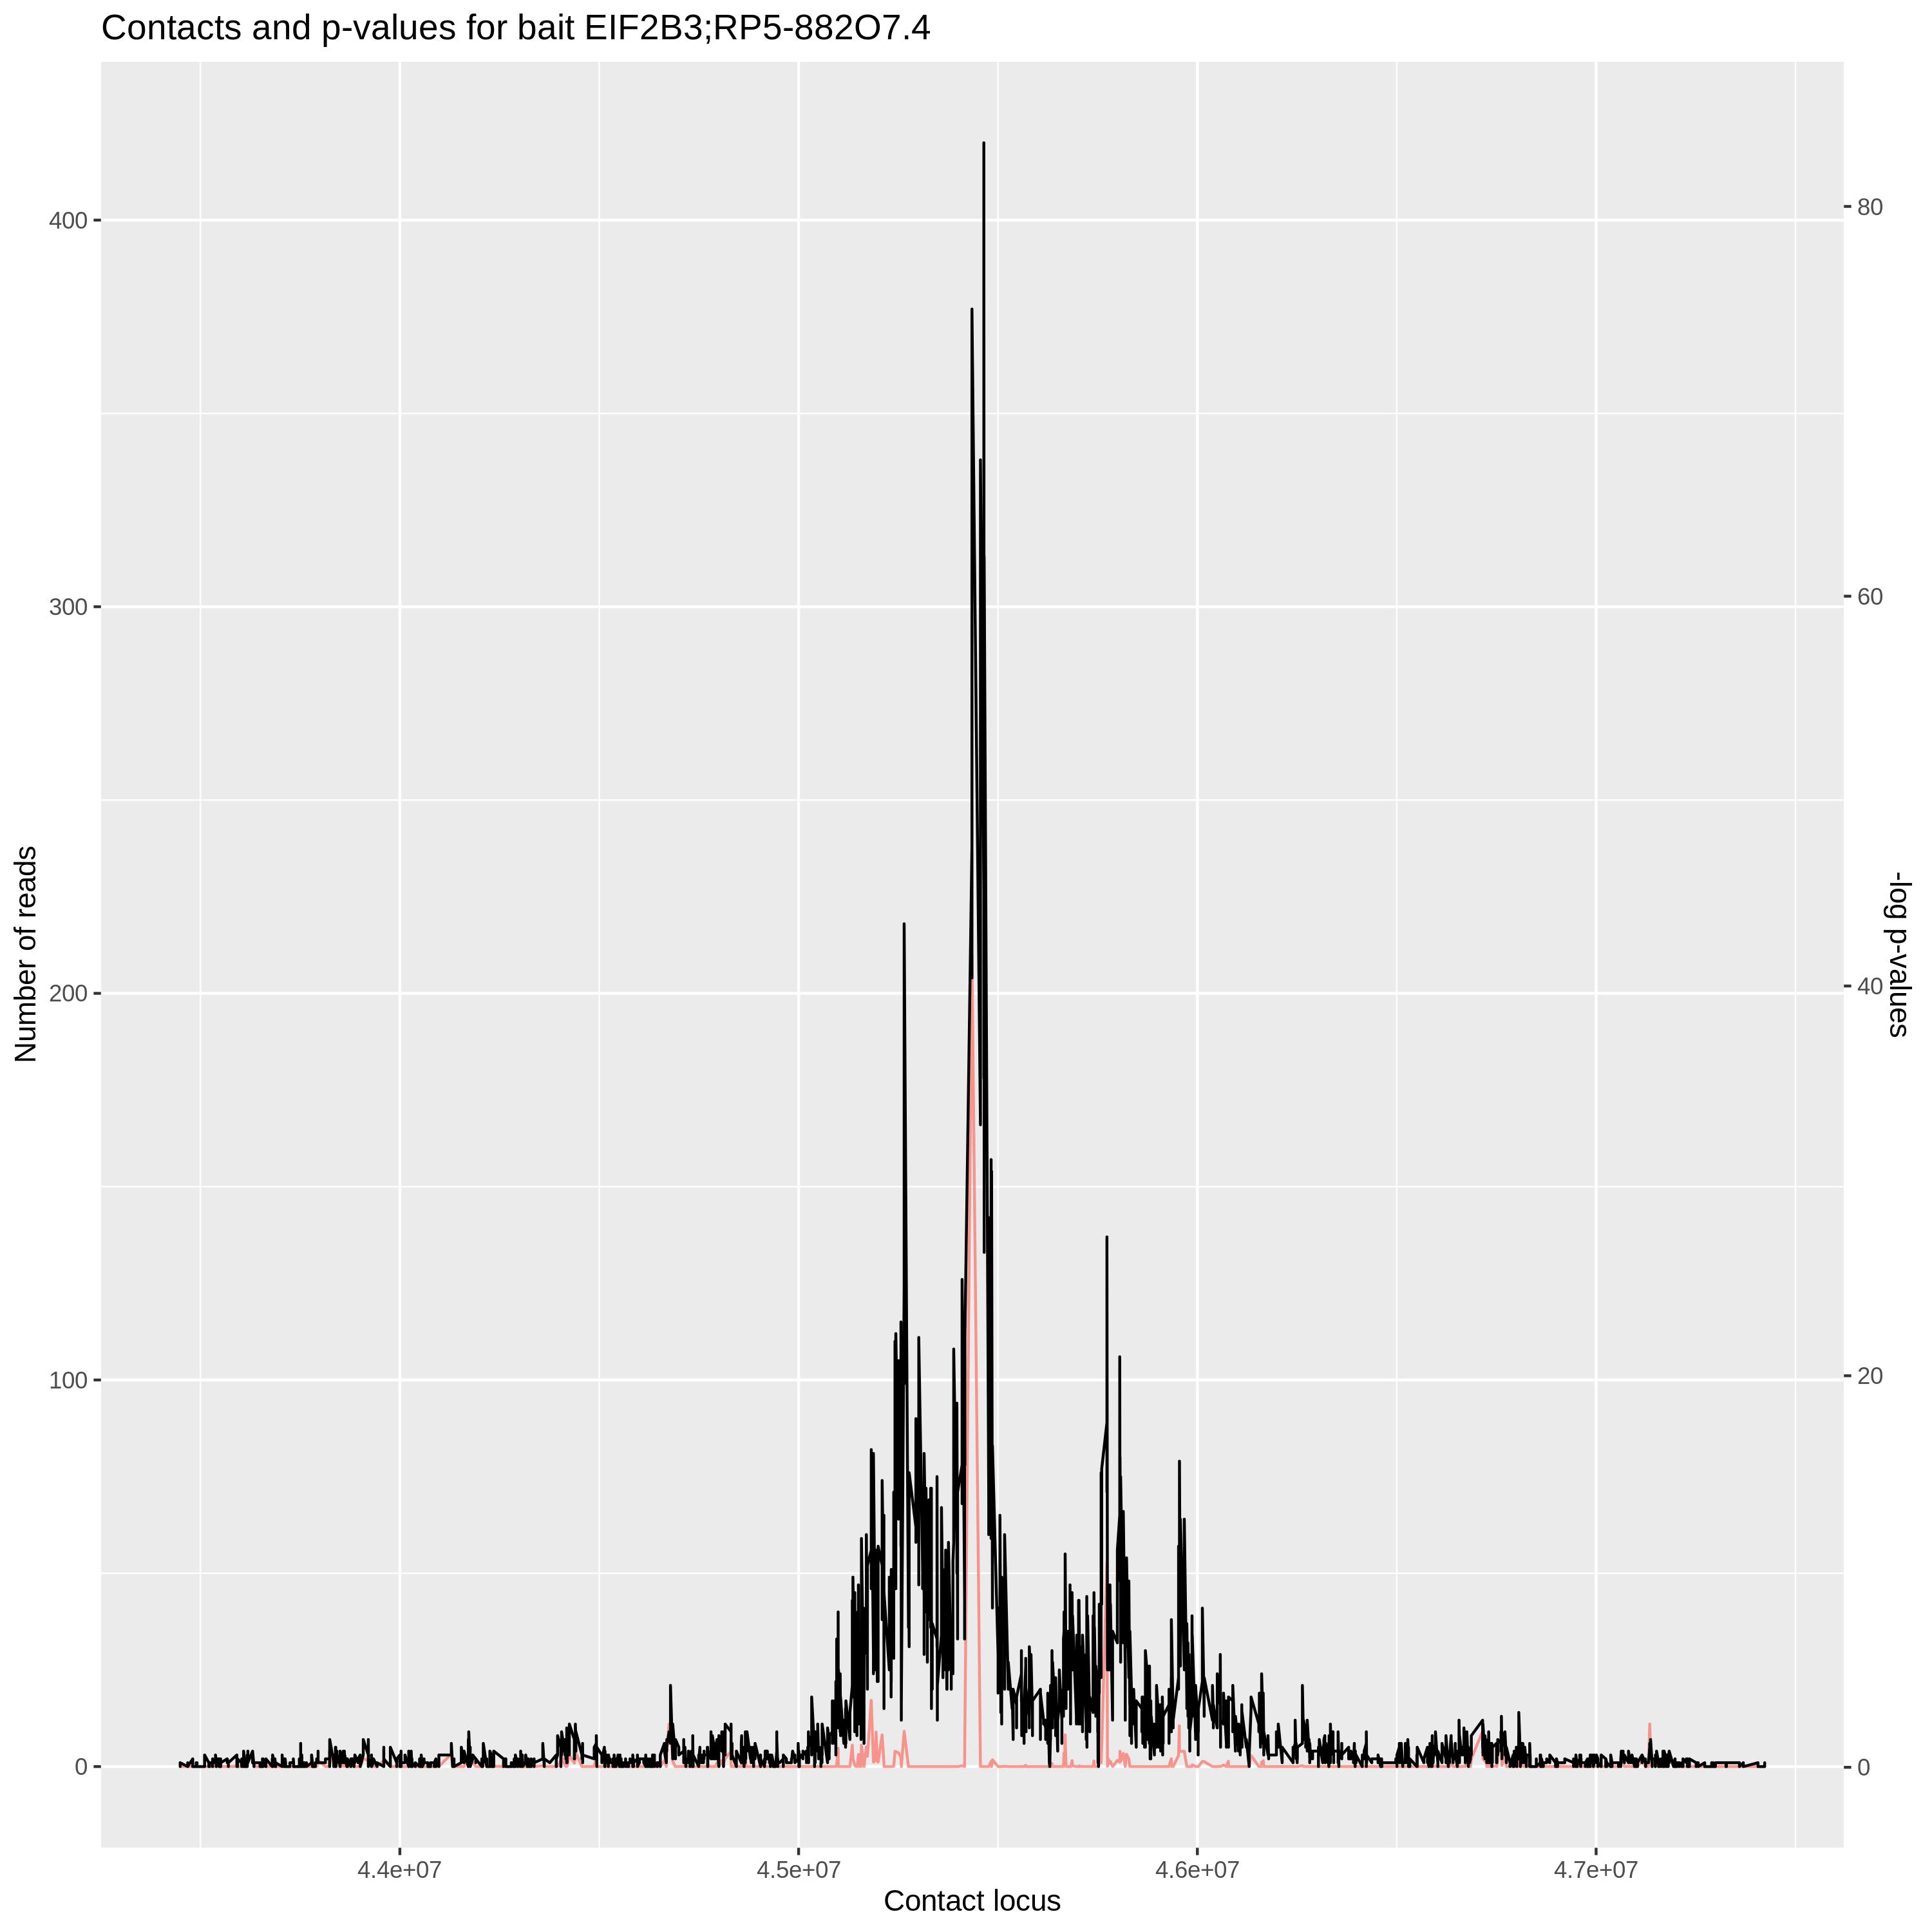 Contacts and p-values for bait EIF2B3;RP5-882O7.4
400
300
200
100
0
Number of reads
80
60
40
20
0
-log p-values
4.4e+07 4.5e+07 4.6e+07 4.7e+07
Contact locus